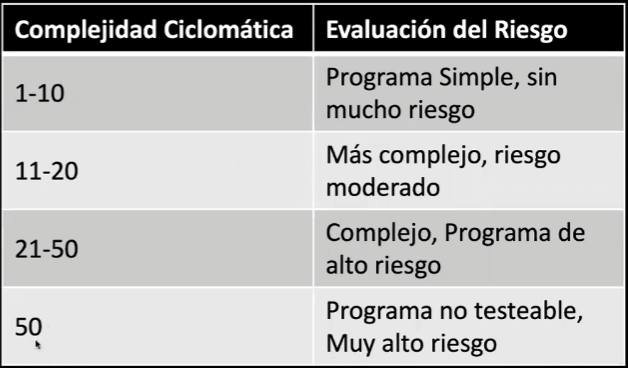 Complejidad Ciclomática
Evaluación del Riesgo
1-10
Programa Simple, sin
mucho riesgo
11-20
Más complejo, riesgo
moderado
21-50
Complejo, Programa de
alto riesgo
50
Programa no testeable,
Muy alto riesgo